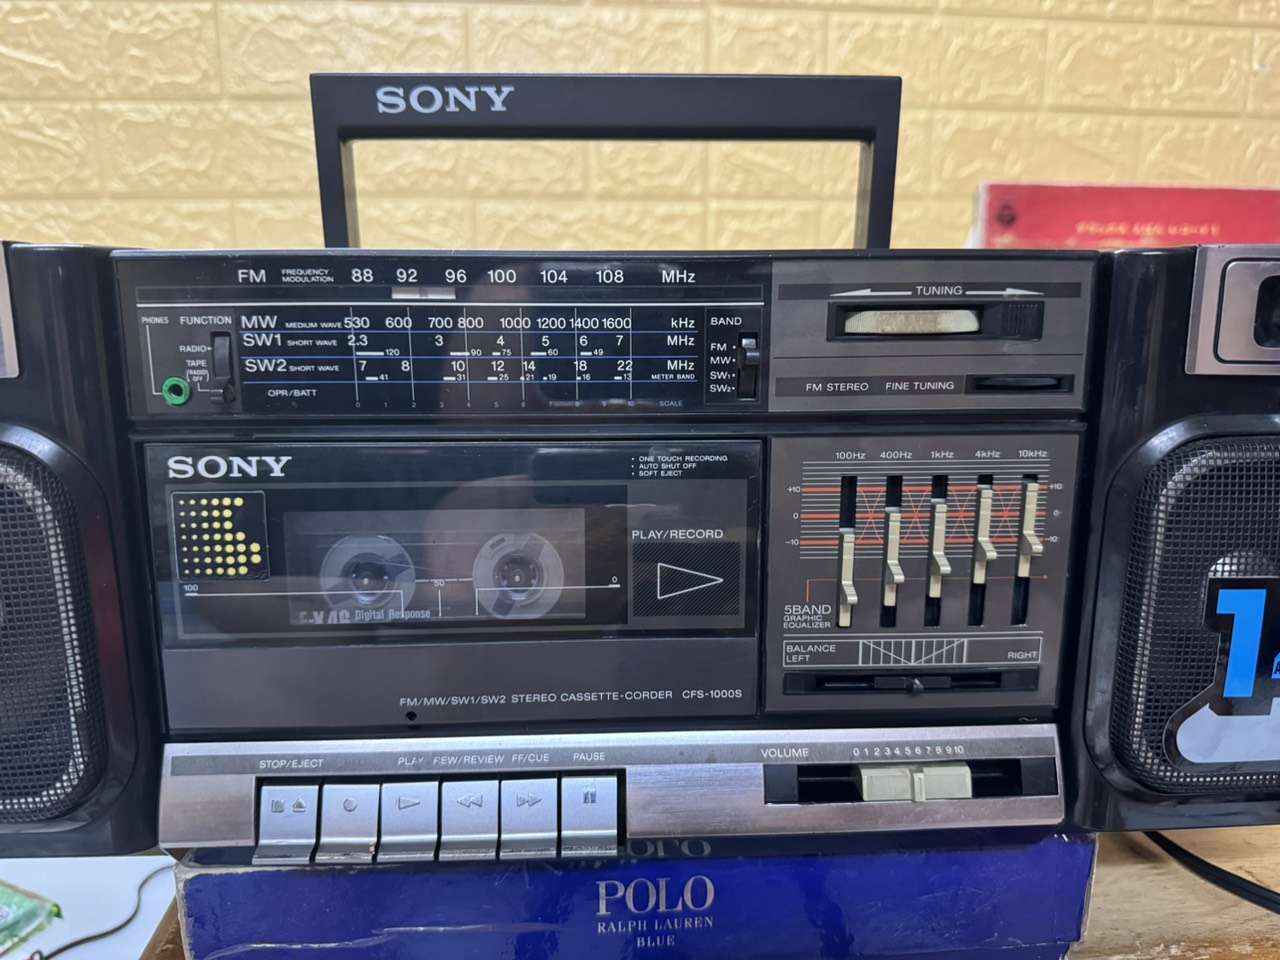 SONY
FM FREQUENCY MODULATION 88 92 96 100 104 108 MHz
TUNING
PHONES FUNCTION
MW MEDIUM WAVE 530 600 700 800 1000 1200 1400 1600 kHz
BAND
SW1 SHORT WAVE 2.3 3 4 5 6 7 MHz
RADIO
120 90 75 60 49
FM
MW
SW1
SW2
TAPE
(RADIO OFF)
SW2 SHORT WAVE 7 8 10 12 14 18 22 MHz
41 31 25 21 19 16 13 METER BAND
FM STEREO FINE TUNING
OPR/BATT
0 1 2 3 4 5 6 7 8 9 10 SCALE
SONY
• ONE TOUCH RECORDING
• AUTO SHUT OFF
• SOFT EJECT
100Hz 400Hz 1kHz 4kHz 10kHz
+10 +10
0 0
-10 -10
PLAY/RECORD
100 50 0
Digital Response
5BAND
GRAPHIC
EQUALIZER
BALANCE
LEFT RIGHT
FM/MW/SW1/SW2 STEREO CASSETTE-CORDER CFS-1000S
STOP/EJECT REC PLAY REW/REVIEW FF/CUE PAUSE
VOLUME 0 1 2 3 4 5 6 7 8 9 10
1
POLO
RALPH LAUREN
BLUE